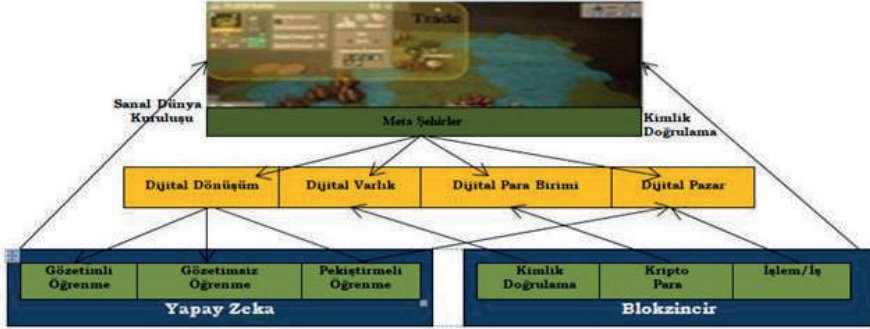 Trade
Sanal Dünya
Kuruluşu
Kimlik
Doğrulama
Meta Şehirler
Dijital Dönüşüm
Dijital Varlık
Dijital Para Birimi
Dijital Pazar
Gözetimli
Öğrenme
Gözetimsiz
Öğrenme
Pekiştirmeli
Öğrenme
Yapay Zeka
Kimlik
Doğrulama
Kripto
Para
İşlem/İş
Blokzincir